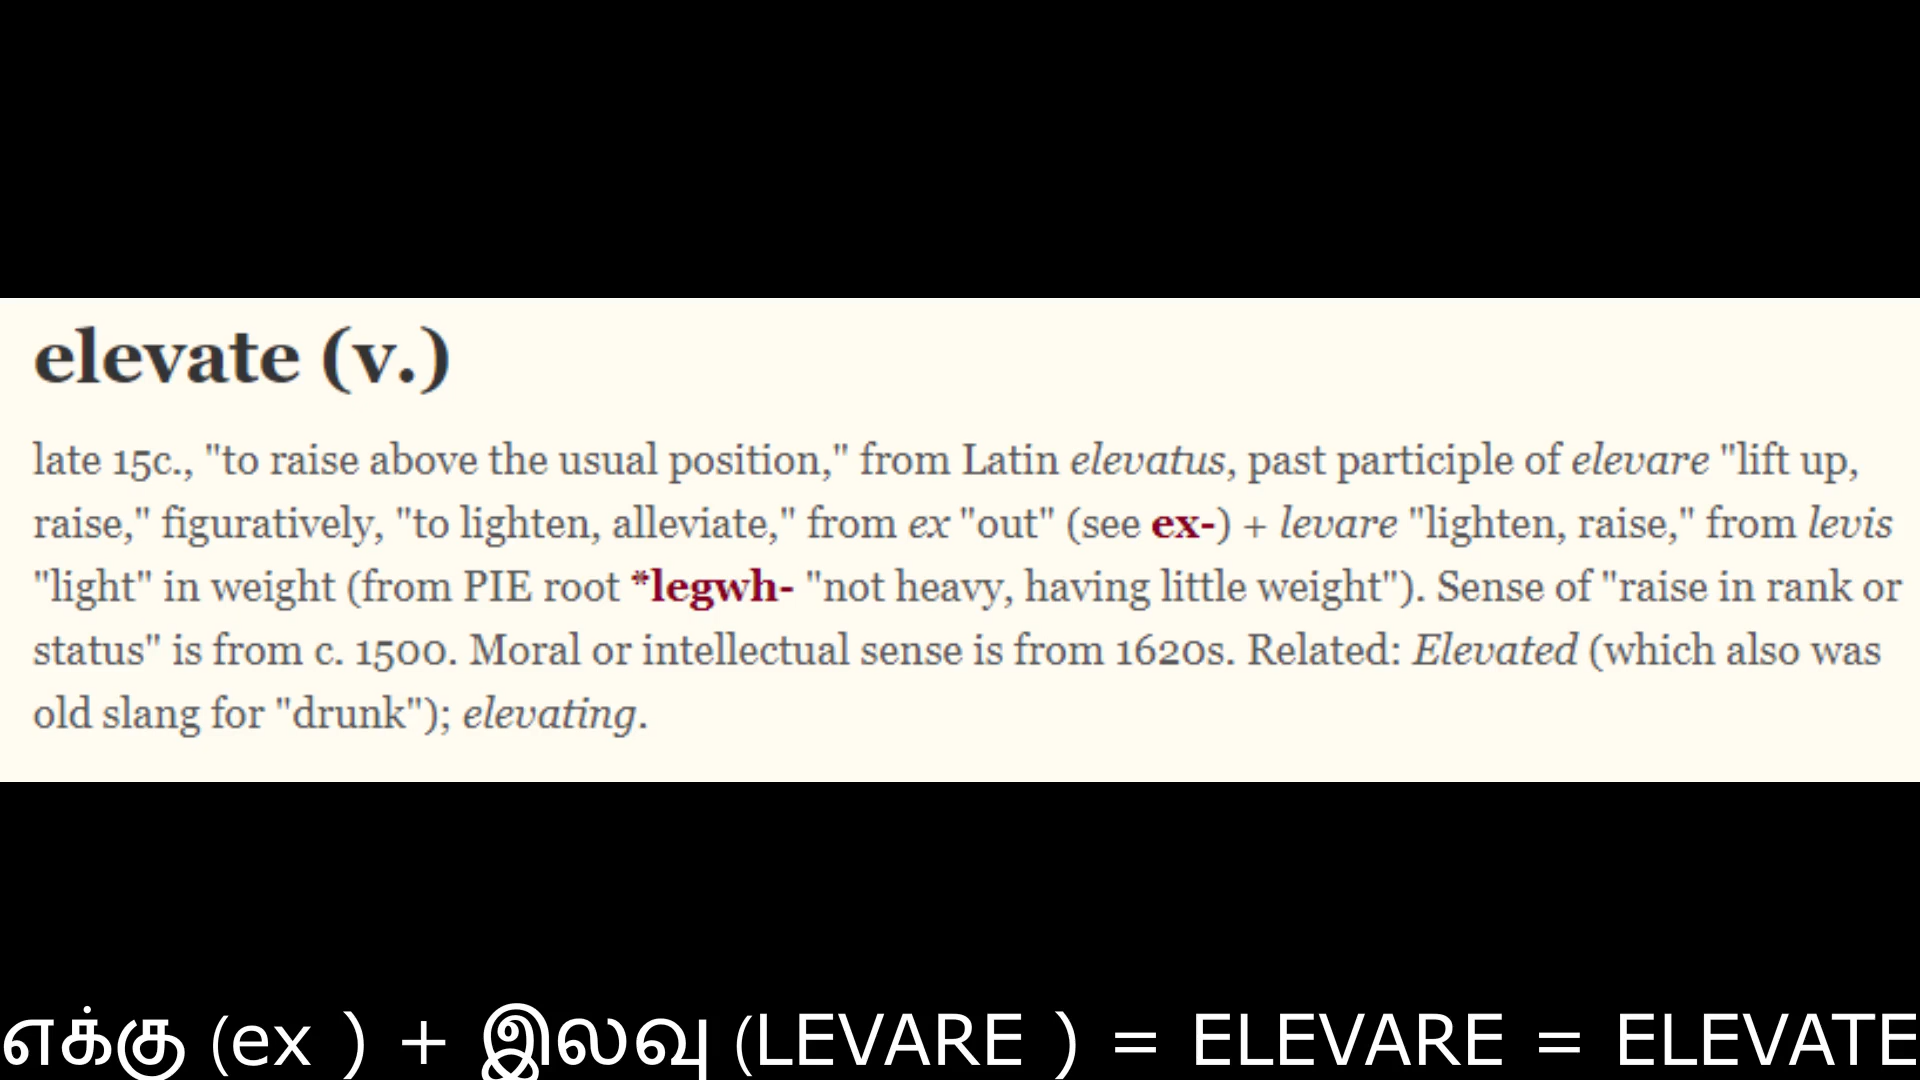 elevate (v.)
late 15c., "to raise above the usual position," from Latin elevatus, past participle of elevare "lift up,
raise," figuratively, "to lighten, alleviate," from ex "out" (see ex-) + levare "lighten, raise," from levis
"light" in weight (from PIE root *legwh- "not heavy, having little weight"). Sense of "raise in rank or
status" is from c. 1500. Moral or intellectual sense is from 1620s. Related: Elevated (which also was
old slang for "drunk"); elevating.
எக்கு (ex ) + இலவு (LEVARE ) = ELEVARE = ELEVATE